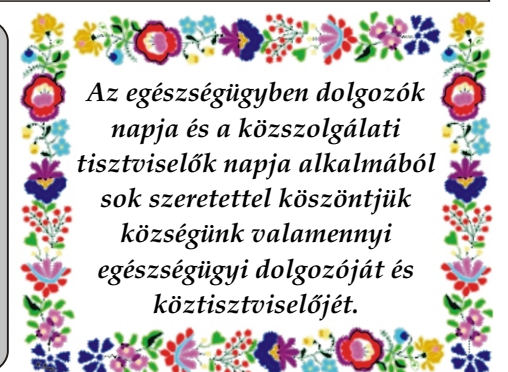 Az egészségügyben dolgozók
napja és a közszolgálati
tisztviselők napja alkalmából
sok szeretettel köszöntjük
községünk valamennyi
egészségügyi dolgozóját és
köztisztviselőjét.